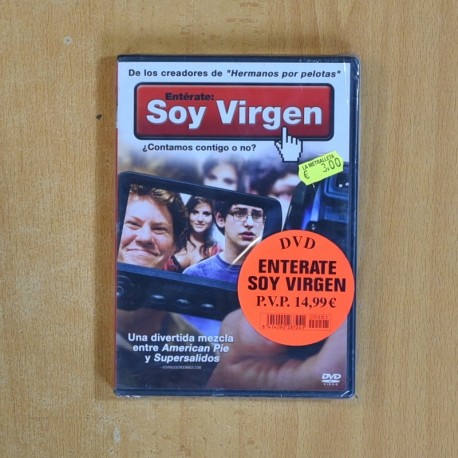 De los creadores de "Hermanos por pelotas"
Entérate:
Soy Virgen
¿Contamos contigo o no?
LA METRALLETA
€ 3,00
DVD
ENTERATE
SOY VIRGEN
P.V.P. 14,99€
Una divertida mezcla
entre American Pie
y Supersalidos
DVD
VIDEO